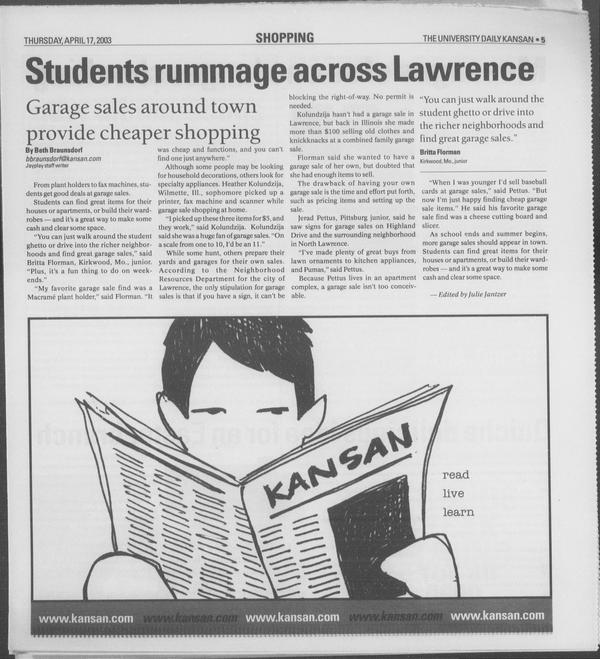 THURSDAY, APRIL 17, 2003
SHOPPING
THE UNIVERSITY DAILY KANSAN • 5
Students rummage across Lawrence
Garage sales around town
provide cheaper shopping
By Beth Braunsdorf
bbraunsdorf@kansan.com
Jayplay staff writer
From planters to fax machines, stu-
dents get good deals at garage sales.
Students can find great items for their
houses or apartments, or build their ward-
robes — and it's a great way to make some
cash and clear some space.
"You can just walk around the student
ghetto or drive into the richer neighbor-
hoods and find great garage sales," said
Britta Florman, Kirkwood, Mo., junior.
"Plus, it's a fun thing to do on week-
ends."
"My favorite garage sale find was a
Macramé plant holder," said Florman. "It
was cheap and functions, and you can't
find one just anywhere."
Although some people may be looking
for household decorations, others look for
specialty appliances. Heather Kolundzija,
Wilmette, Ill., sophomore picked up a
printer, fax machine and scanner while
garage sale shopping at home.
"I picked up these three items for $5, and
they work," said Kolundzija. Kolundzija
said she was a huge fan of garage sales. "On
a scale from one to 10, I'd be an 11."
While some hunt, others prepare their
lawns and garages for their own sales.
According to the Neighborhood
Resources Department for the city of
Lawrence, the only stipulation for garage
sales is that if you have a sign, it can't be
blocking the right-of-way. No permit is
needed.
Kolundzija hasn't had a garage sale in
Lawrence, but back in Illinois she made
more than $100 selling old clothes and
knickknacks at a combined family garage
sale.
Florman said she wanted to have a
garage sale of her own, but doubted that
she had enough items to sell.
The drawback of having your own
garage sale is the time and effort put forth,
such as pricing items and setting up the
sale.
Jerad Pettus, Pittsburg junior, said he
saw signs for garage sales on Highland
Drive and the surrounding neighborhood
in North Lawrence.
"I've made plenty of great buys from
lawn ornaments to kitchen appliances,
and Pumas," said Pettus.
Because Pettus lives in an apartment
complex, a garage sale isn't too conceiv-
able.
"You can just walk around the
student ghetto or drive into
the richer neighborhoods and
find great garage sales."
Britta Florman
Kirkwood, Mo., junior
"When I was younger I'd sell baseball
cards at garage sales," said Pettus. "But
now I'm just happy finding cheap garage
sale items." He said his favorite garage
sale find was a cheese cutting board and
slicer.
As school ends and summer begins,
more garage sales should appear in town.
Students can find great items for their
houses or apartments, or build their ward-
robes — and it's a great way to make some
cash and clear some space.
— Edited by Julie Jantzer
KANSAN
read
live
learn
www.kansan.com www.kansan.com www.kansan.com www.kansan.com www.kansan.com